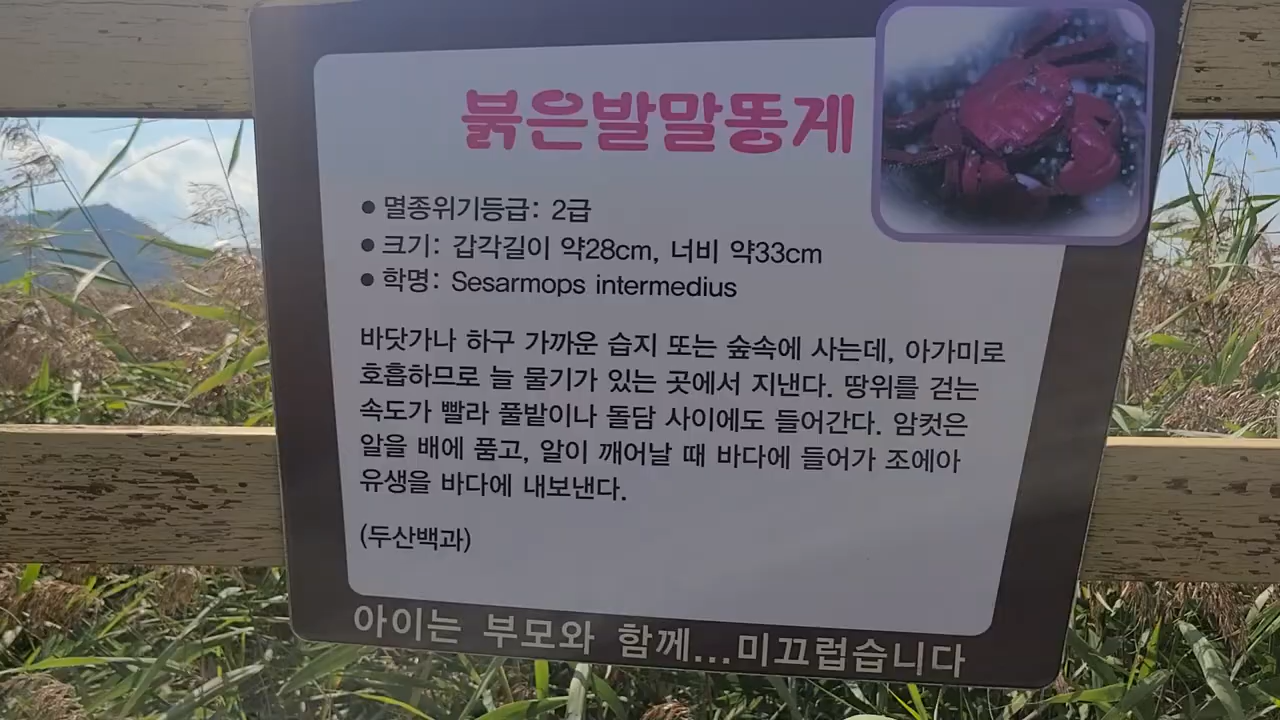 붉은발말똥게
● 멸종위기등급: 2급
● 크기: 갑각길이 약28cm, 너비 약33cm
● 학명: Sesarmops intermedius
바닷가나 하구 가까운 습지 또는 숲속에 사는데, 아가미로
호흡하므로 늘 물기가 있는 곳에서 지낸다. 땅위를 걷는
속도가 빨라 풀밭이나 돌담 사이에도 들어간다. 암컷은
알을 배에 품고, 알이 깨어날 때 바다에 들어가 조에아
유생을 바다에 내보낸다.
(두산백과)
아이는 부모와 함께...미끄럽습니다